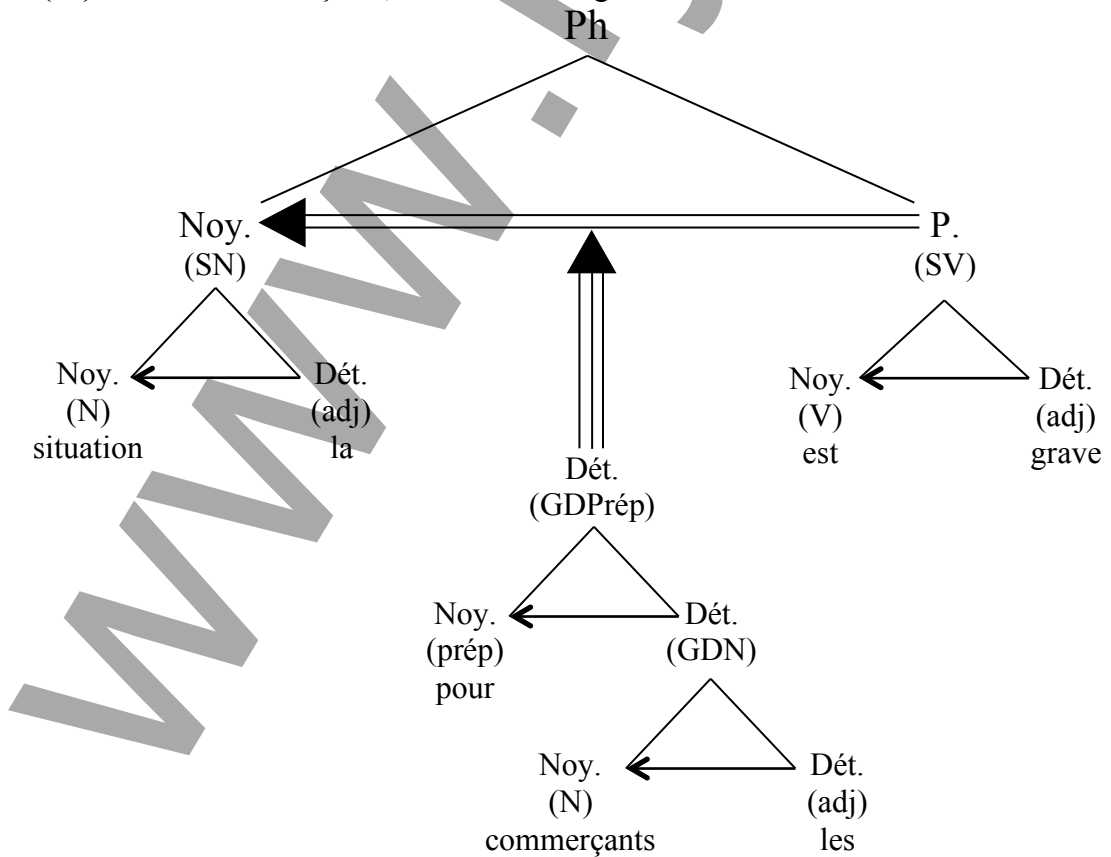 Ph
Noy. P.
(SN) (SV)
Noy. Dét. Noy. Dét.
(N) (adj) (V) (adj)
situation la est grave
Dét.
(GDPrép)
Noy. Dét.
(prép) (GDN)
pour
Noy. Dét.
(N) (adj)
commerçants les
www.